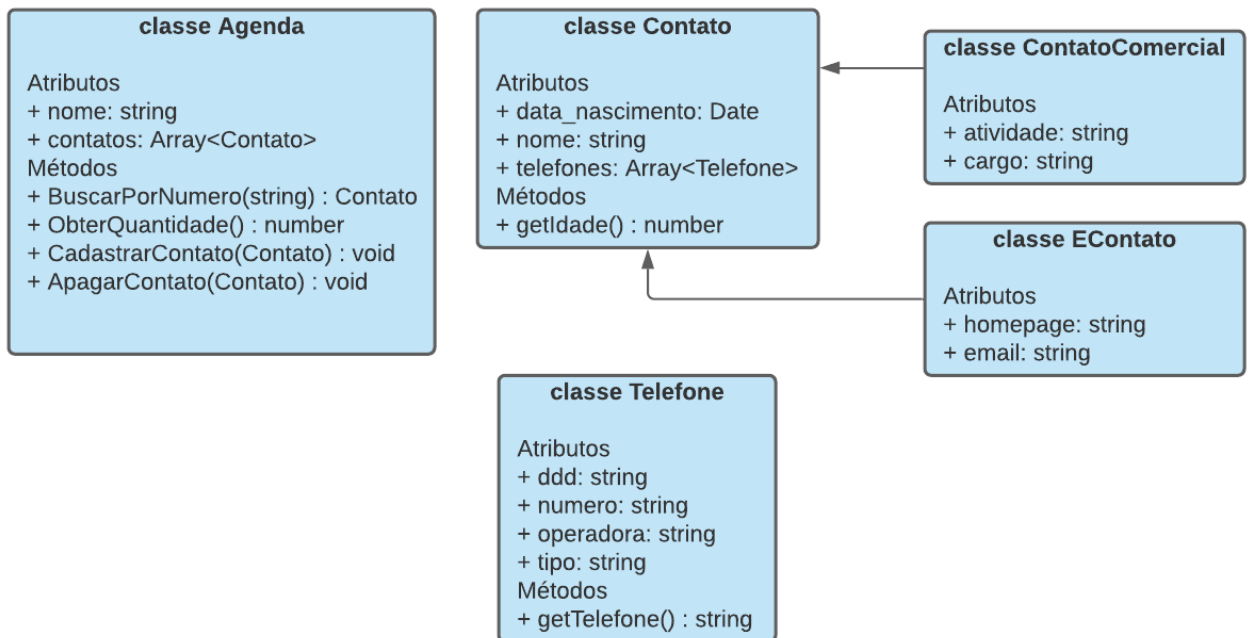 classe Agenda
Atributos
+ nome: string
+ contatos: Array<Contato>
Métodos
+ BuscarPorNumero(string) : Contato
+ ObterQuantidade() : number
+ CadastrarContato(Contato) : void
+ ApagarContato(Contato) : void
classe Contato
Atributos
+ data_nascimento: Date
+ nome: string
+ telefones: Array<Telefone>
Métodos
+ getIdade() : number
classe ContatoComercial
Atributos
+ atividade: string
+ cargo: string
classe EContato
Atributos
+ homepage: string
+ email: string
classe Telefone
Atributos
+ ddd: string
+ numero: string
+ operadora: string
+ tipo: string
Métodos
+ getTelefone() : string